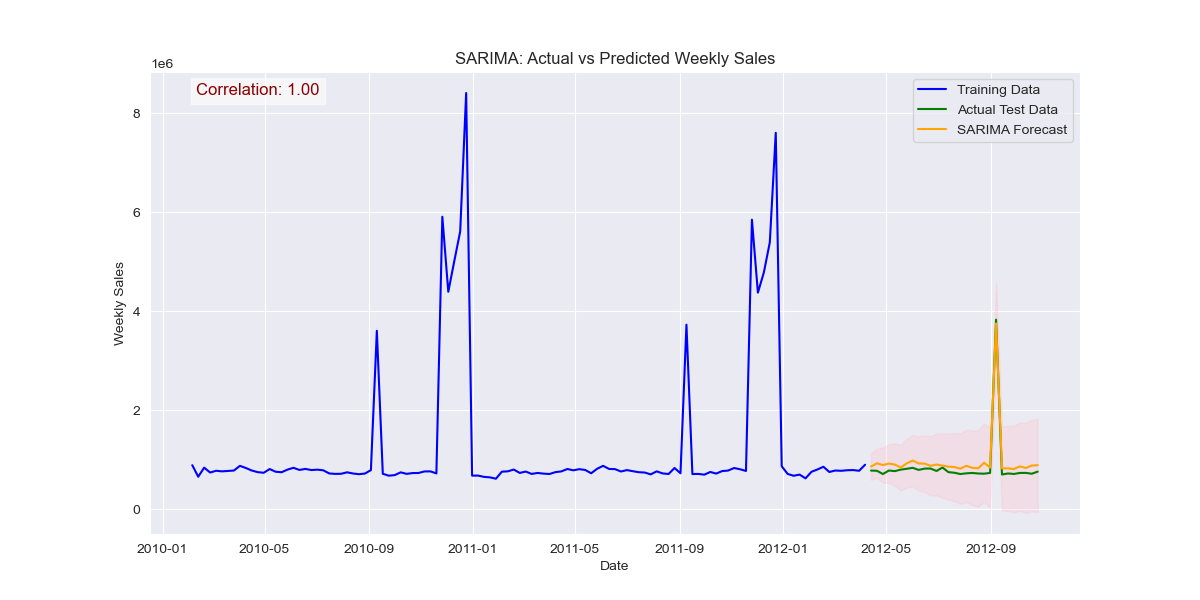 SARIMA: Actual vs Predicted Weekly Sales
1e6
Correlation: 1.00
Training Data
Actual Test Data
SARIMA Forecast
8
6
4
2
0
Weekly Sales
2010-01 2010-05 2010-09 2011-01 2011-05 2011-09 2012-01 2012-05 2012-09
Date